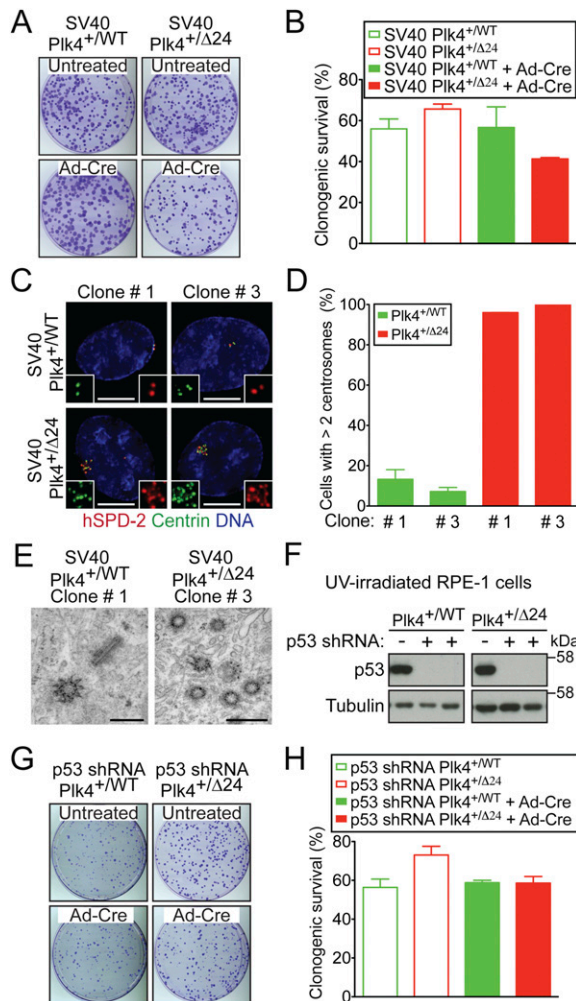 A
SV40 Plk4+/WT
SV40 Plk4+/Δ24
Untreated
Untreated
Ad-Cre
Ad-Cre
B
SV40 Plk4+/WT
SV40 Plk4+/Δ24
SV40 Plk4+/WT + Ad-Cre
SV40 Plk4+/Δ24 + Ad-Cre
Clonogenic survival (%)
80
60
40
20
0
C
Clone # 1
Clone # 3
SV40 Plk4+/WT
SV40 Plk4+/Δ24
hSPD-2 Centrin DNA
D
Cells with > 2 centrosomes (%)
Plk4+/WT
Plk4+/Δ24
100
80
60
40
20
0
Clone: # 1 # 3 # 1 # 3
E
SV40 Plk4+/WT Clone # 1
SV40 Plk4+/Δ24 Clone # 3
F
UV-irradiated RPE-1 cells
Plk4+/WT Plk4+/Δ24
p53 shRNA: - + + - + + kDa
p53
58
Tubulin
58
G
p53 shRNA Plk4+/WT
p53 shRNA Plk4+/Δ24
Untreated
Untreated
Ad-Cre
Ad-Cre
H
p53 shRNA Plk4+/WT
p53 shRNA Plk4+/Δ24
p53 shRNA Plk4+/WT + Ad-Cre
p53 shRNA Plk4+/Δ24 + Ad-Cre
Clonogenic survival (%)
80
60
40
20
0